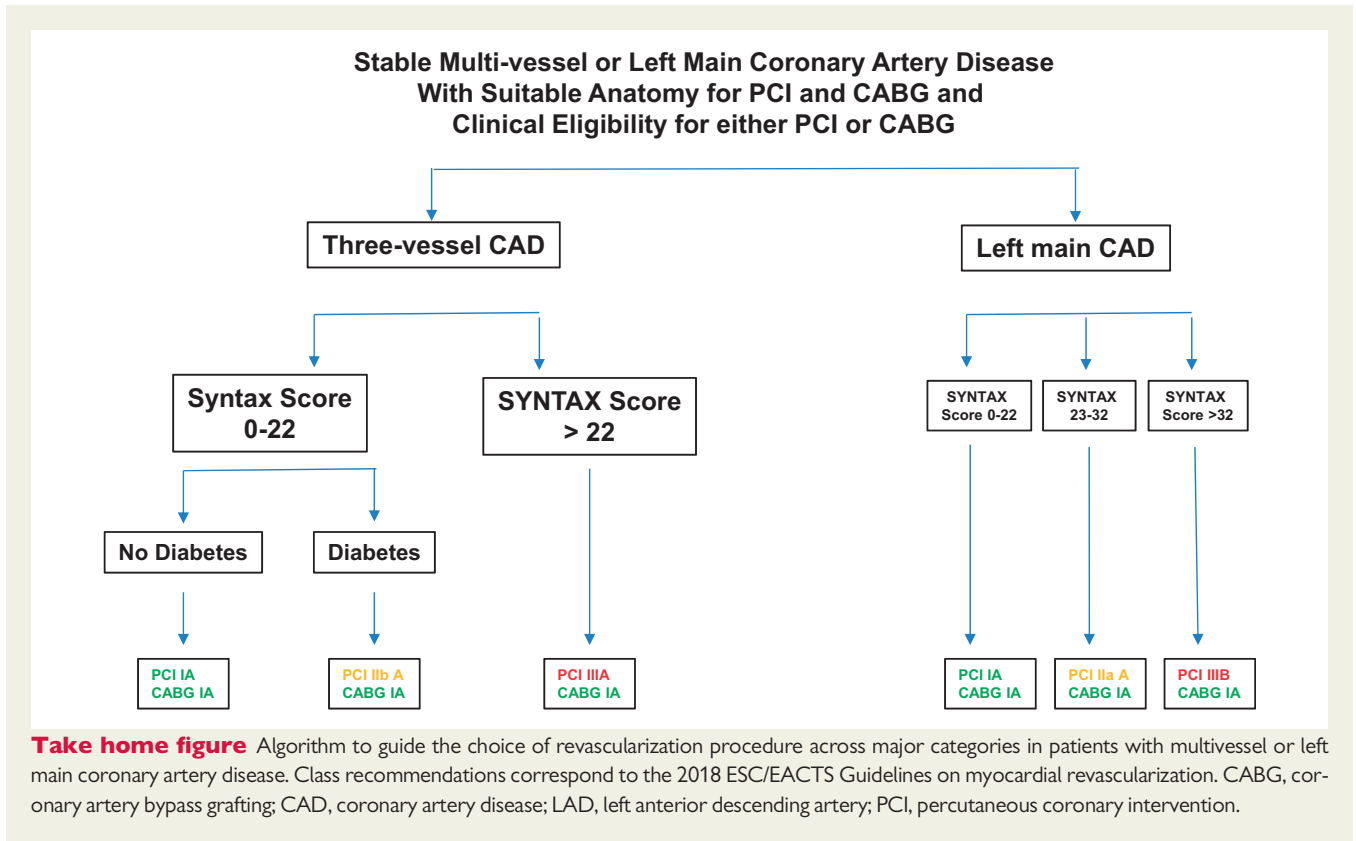 Stable Multi-vessel or Left Main Coronary Artery Disease
With Suitable Anatomy for PCI and CABG and
Clinical Eligibility for either PCI or CABG
Three-vessel CAD
Left main CAD
Syntax Score
0-22
SYNTAX Score
> 22
SYNTAX
Score 0-22
SYNTAX
23-32
SYNTAX
Score >32
No Diabetes
Diabetes
PCI IA
CABG IA
PCI IIb A
CABG IA
PCI IIIA
CABG IA
PCI IA
CABG IA
PCI IIa A
CABG IA
PCI IIIB
CABG IA
Take home figure Algorithm to guide the choice of revascularization procedure across major categories in patients with multivessel or left
main coronary artery disease. Class recommendations correspond to the 2018 ESC/EACTS Guidelines on myocardial revascularization. CABG, cor-
onary artery bypass grafting; CAD, coronary artery disease; LAD, left anterior descending artery; PCI, percutaneous coronary intervention.